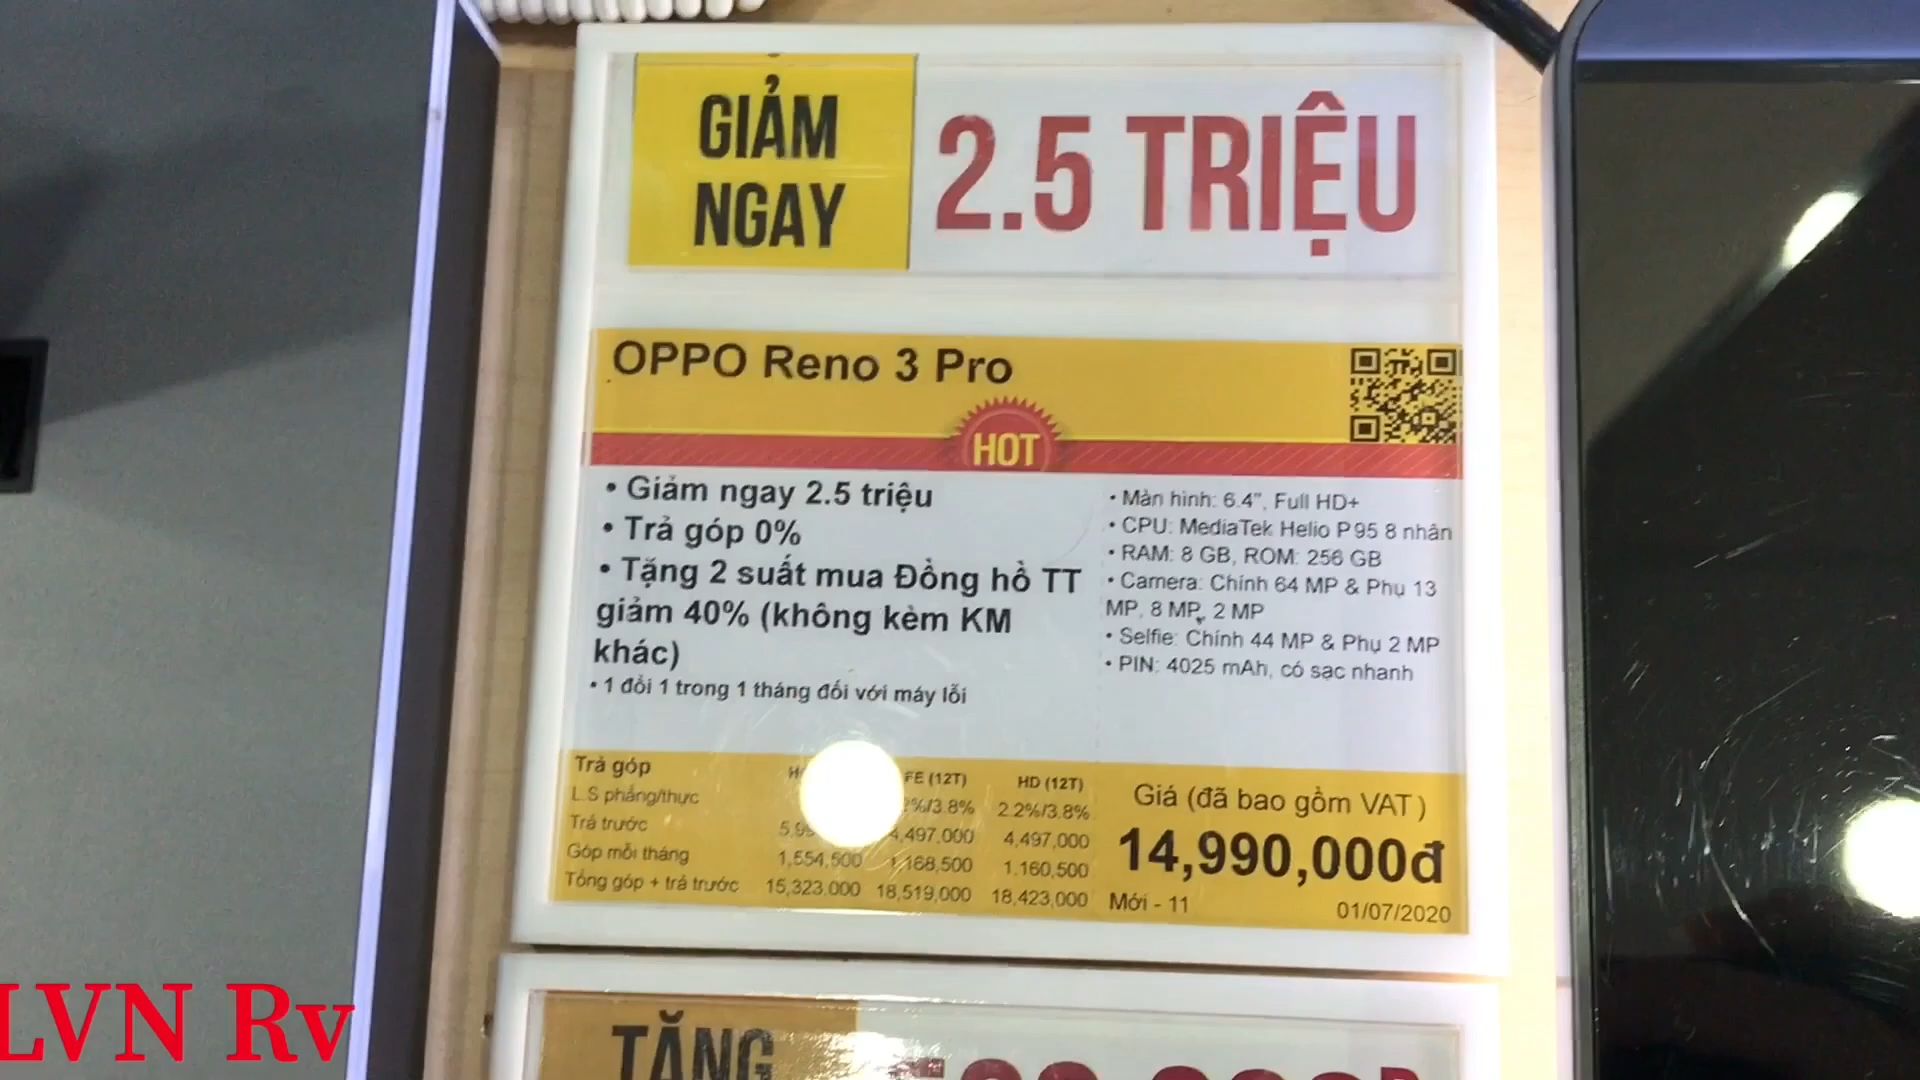 GIẢM
NGAY
2.5 TRIỆU
OPPO Reno 3 Pro
HOT
• Giảm ngay 2.5 triệu
• Trả góp 0%
• Tặng 2 suất mua Đồng hồ TT
giảm 40% (không kèm KM
khác)
• 1 đổi 1 trong 1 tháng đối với máy lỗi
• Màn hình: 6.4", Full HD+
• CPU: MediaTek Helio P95 8 nhân
• RAM: 8 GB, ROM: 256 GB
• Camera: Chính 64 MP & Phụ 13
MP, 8 MP, 2 MP
• Selfie: Chính 44 MP & Phụ 2 MP
• PIN: 4025 mAh, có sạc nhanh
Trả góp FE (12T) HD (12T)
L.S phẳng/thực 2.2%/3.8%
Trả trước 4,497,000 4,497,000
Góp mỗi tháng 1,554,500 1,168,500 1,160,500
Tổng góp + trả trước 15,323,000 18,519,000 18,423,000
Giá (đã bao gồm VAT)
14,990,000đ
Mới - 11 01/07/2020
TẶNG
LVN Rv